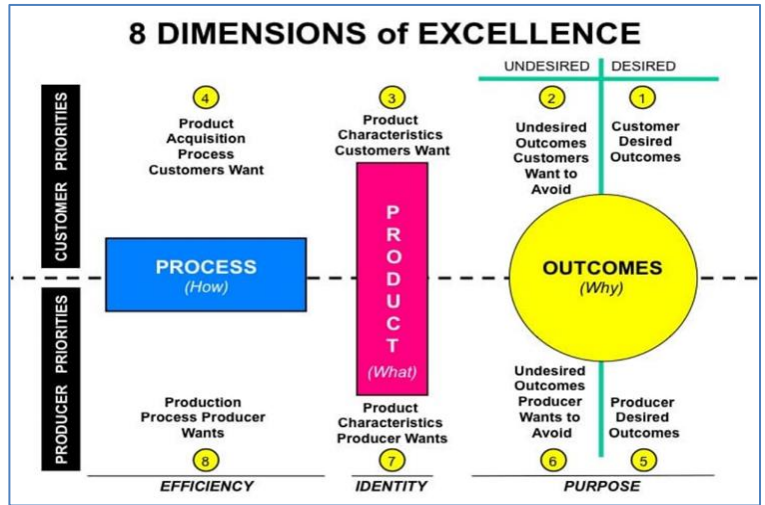 8 DIMENSIONS of EXCELLENCE
UNDESIRED
DESIRED
CUSTOMER PRIORITIES
4
Product
Acquisition
Process
Customers Want
3
Product
Characteristics
Customers Want
2
Undesired
Outcomes
Customers
Want to
Avoid
1
Customer
Desired
Outcomes
PROCESS
(How)
PRODUCT
(What)
OUTCOMES
(Why)
PRODUCER PRIORITIES
Production
Process Producer
Wants
8
Product
Characteristics
Producer Wants
7
Undesired
Outcomes
Producer
Wants to
Avoid
6
Producer
Desired
Outcomes
5
EFFICIENCY
IDENTITY
PURPOSE